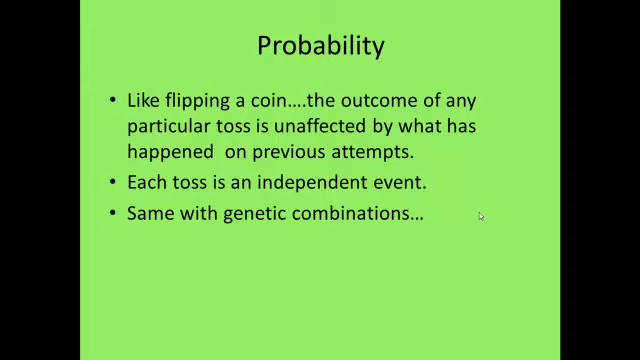 Probability
• Like flipping a coin….the outcome of any
particular toss is unaffected by what has
happened  on previous attempts.
• Each toss is an independent event.
• Same with genetic combinations…